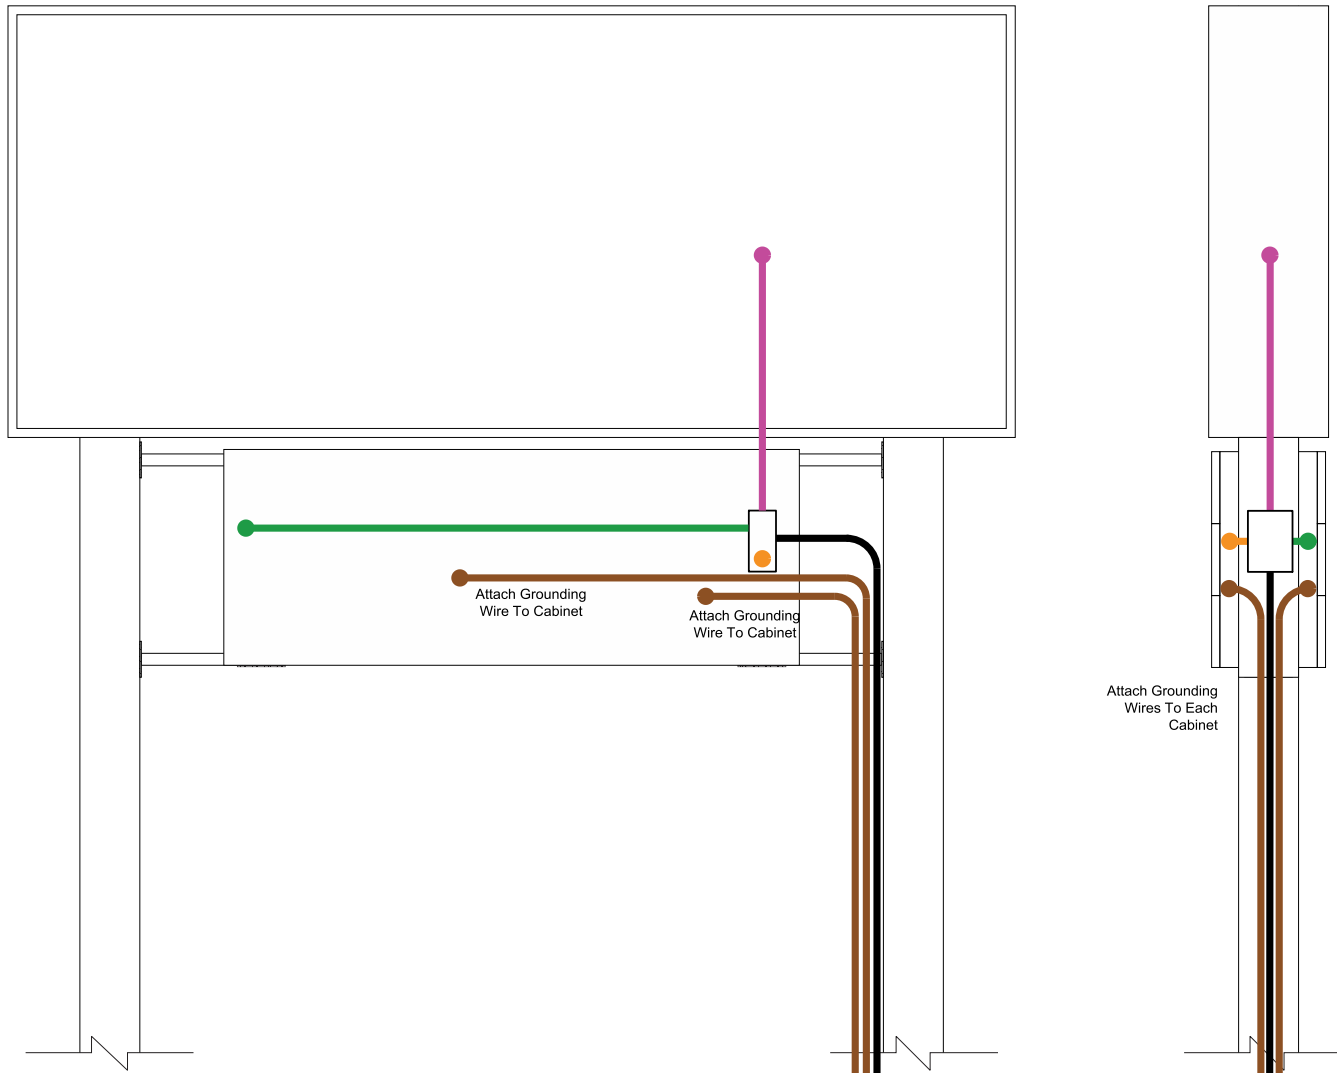 Attach Grounding
Wire To Cabinet
Attach Grounding
Wire To Cabinet
Attach Grounding
Wires To Each
Cabinet